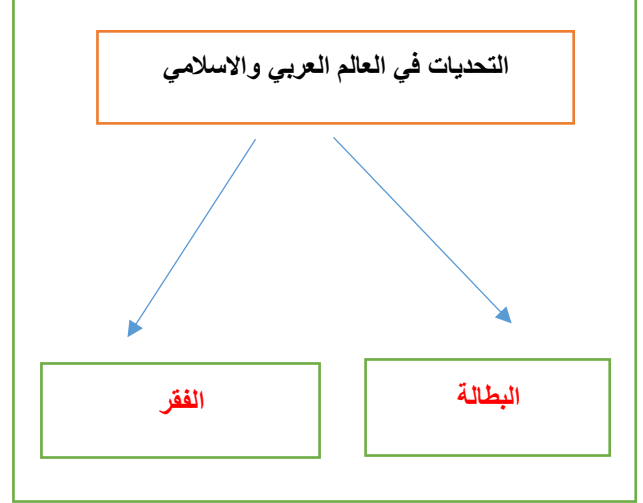 التحديات في العالم العربي والاسلامي
البطالة
الفقر